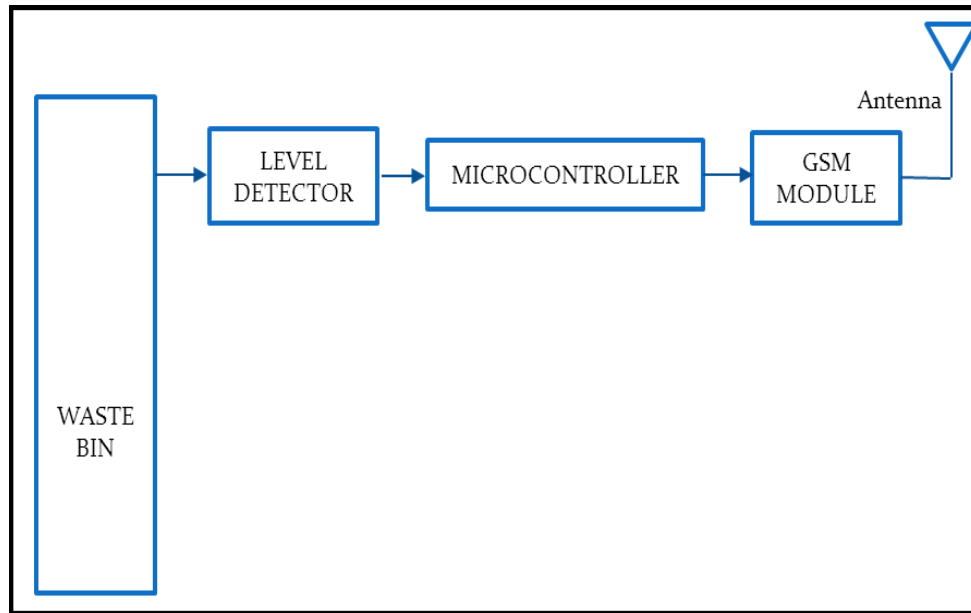 Antenna
LEVEL
DETECTOR
MICROCONTROLLER
GSM
MODULE
WASTE
BIN